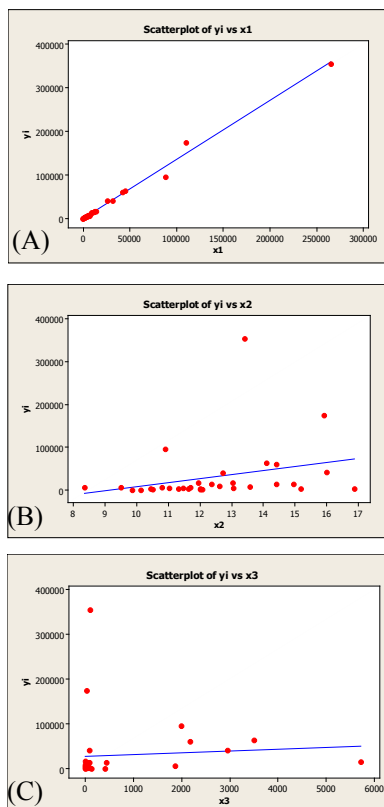 Scatterplot of yi vs x1
400000
300000
200000
100000
0
yi
0 50000 100000 150000 200000 250000 300000
x1
(A)
Scatterplot of yi vs x2
400000
300000
200000
100000
0
yi
8 9 10 11 12 13 14 15 16 17
x2
(B)
Scatterplot of yi vs x3
400000
300000
200000
100000
0
yi
0 1000 2000 3000 4000 5000 6000
x3
(C)